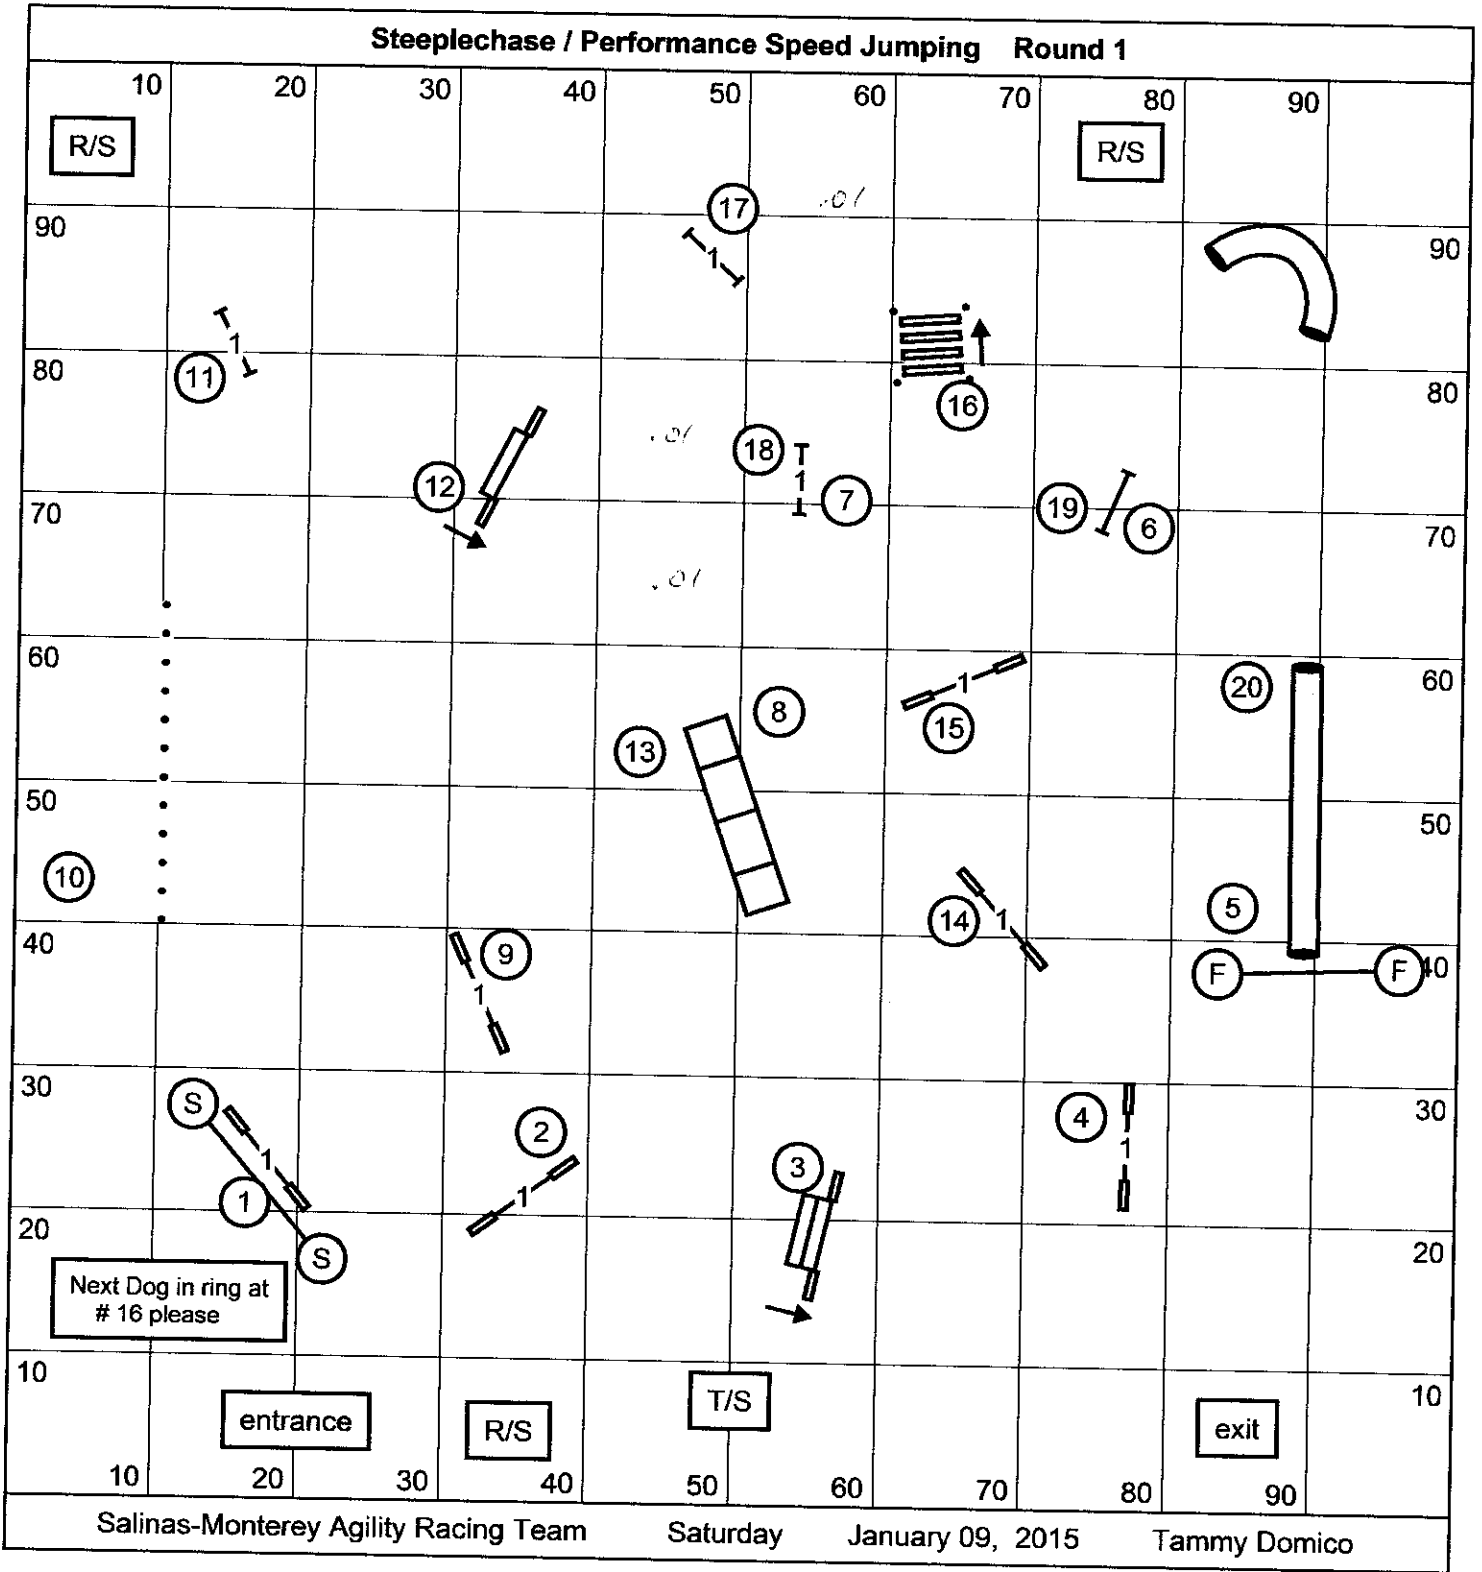 Steeplechase / Performance Speed Jumping Round 1
10 20 30 40 50 60 70 80 90
R/S R/S
17 .01
90 90
1
1
80 11 16 80
.01 18 1
12 7 19 6
70 70
.01
60 60
1 20
8 15
13
50 50
10 5
14 1
40 9 F F 40
1
30 S 4 30
2 1
1 3
1 1
20 S 20
Next Dog in ring at
# 16 please
10 10
entrance R/S T/S exit
10 20 30 40 50 60 70 80 90
Salinas-Monterey Agility Racing Team Saturday January 09, 2015 Tammy Domico